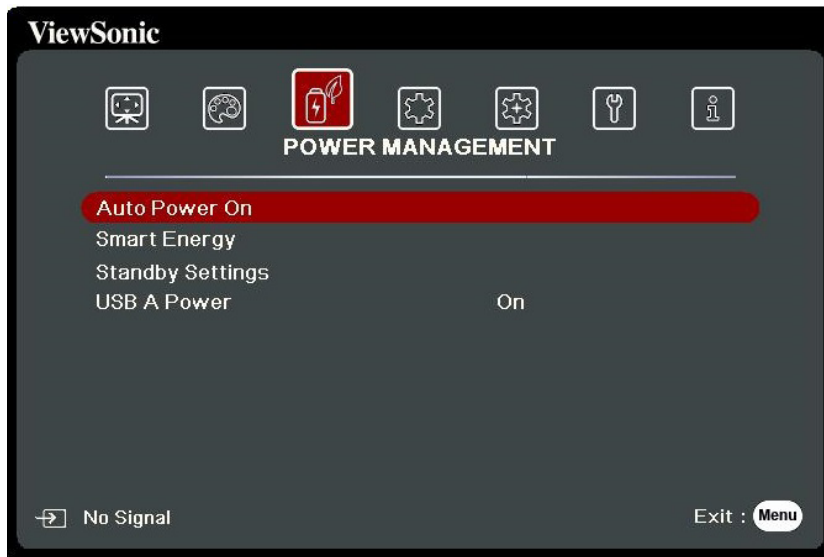 ViewSonic
POWER MANAGEMENT
Auto Power On
Smart Energy
Standby Settings
USB A Power On
No Signal Exit : Menu